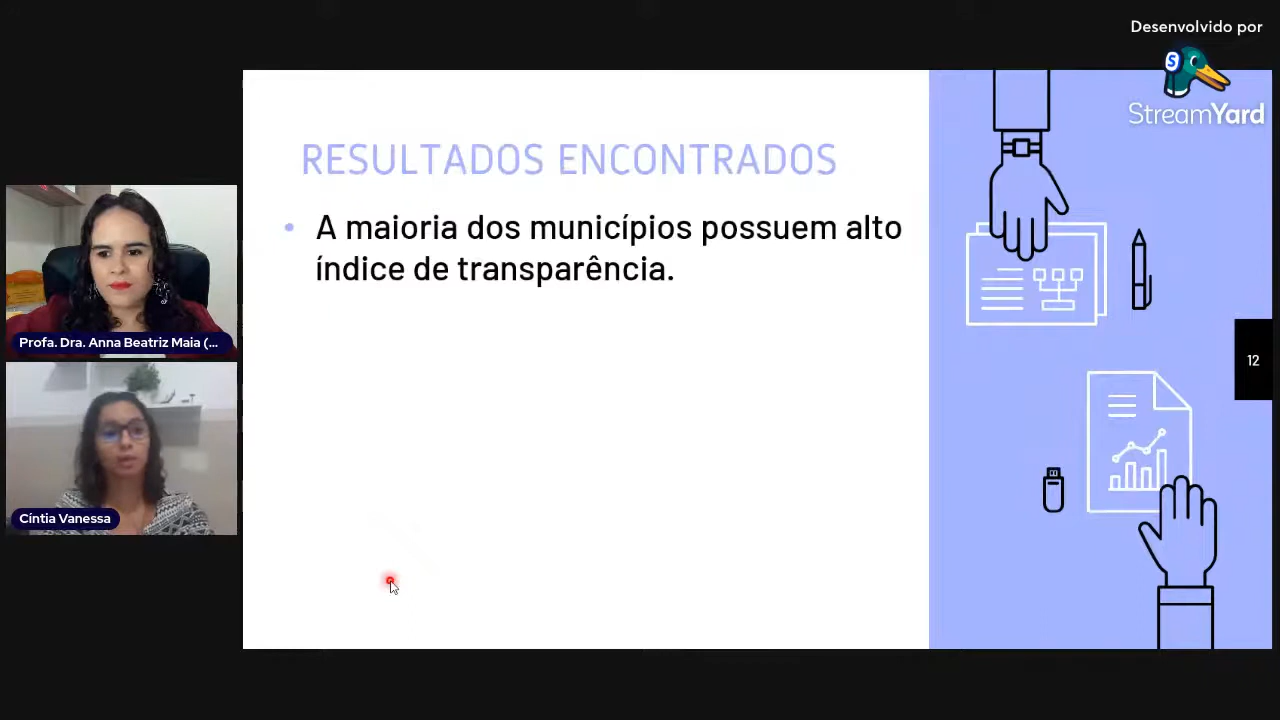 Desenvolvido por
S
StreamYard
RESULTADOS ENCONTRADOS
• A maioria dos municípios possuem alto
índice de transparência.
Profa. Dra. Anna Beatriz Maia (...
12
Cíntia Vanessa